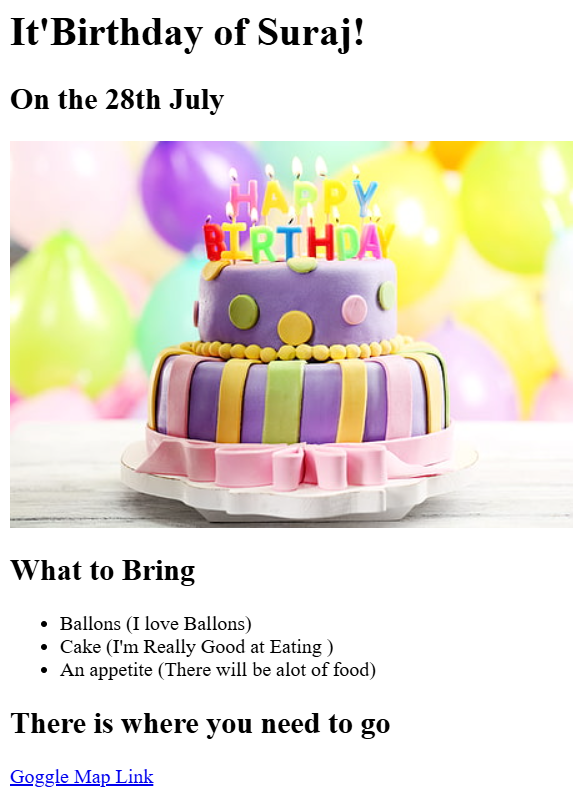 It'Birthday of Suraj!
On the 28th July
HAPPY
BIRTHDAY
What to Bring
Ballons (I love Ballons)
Cake (I'm Really Good at Eating )
An appetite (There will be alot of food)
There is where you need to go
Goggle Map Link